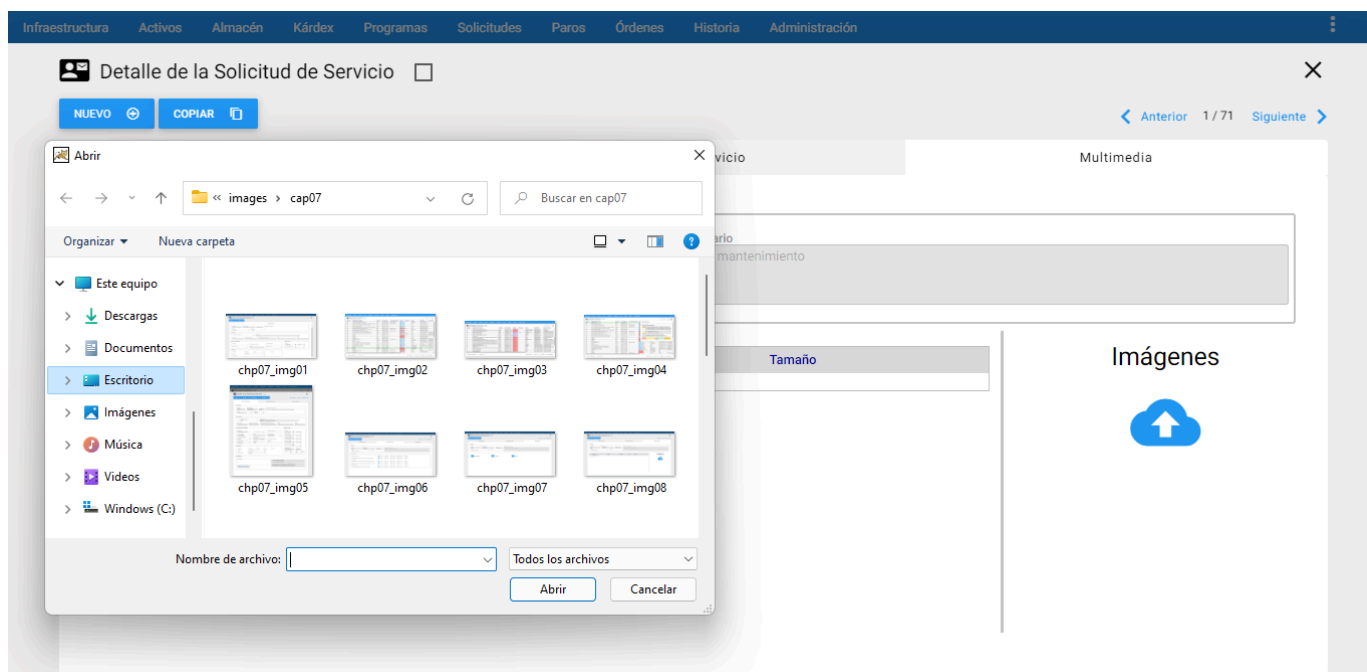 Infraestructura Activos Almacén Kárdex Programas Solicitudes Paros Órdenes Historia Administración
Detalle de la Solicitud de Servicio
NUEVO COPIAR
Anterior 1 / 71 Siguiente
Abrir
vicio Multimedia
« images > cap07
Buscar en cap07
ario
Organizar Nueva carpeta
mantenimiento
Este equipo
Descargas
Documentos
Escritorio
Imágenes
Música
Videos
Windows (C:)
chp07_img01 chp07_img02 chp07_img03 chp07_img04
chp07_img05 chp07_img06 chp07_img07 chp07_img08
Tamaño
Imágenes
Nombre de archivo: Todos los archivos
Abrir Cancelar